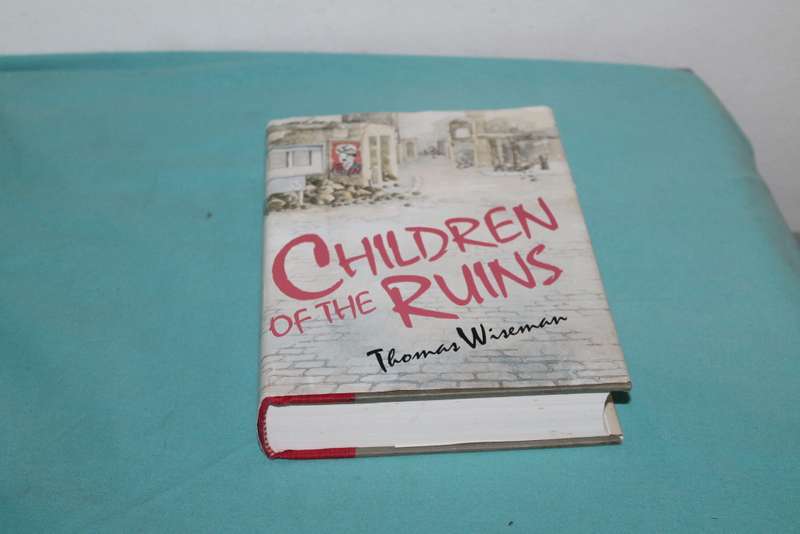 CHILDREN
OF THE RUINS
Thomas Wiseman